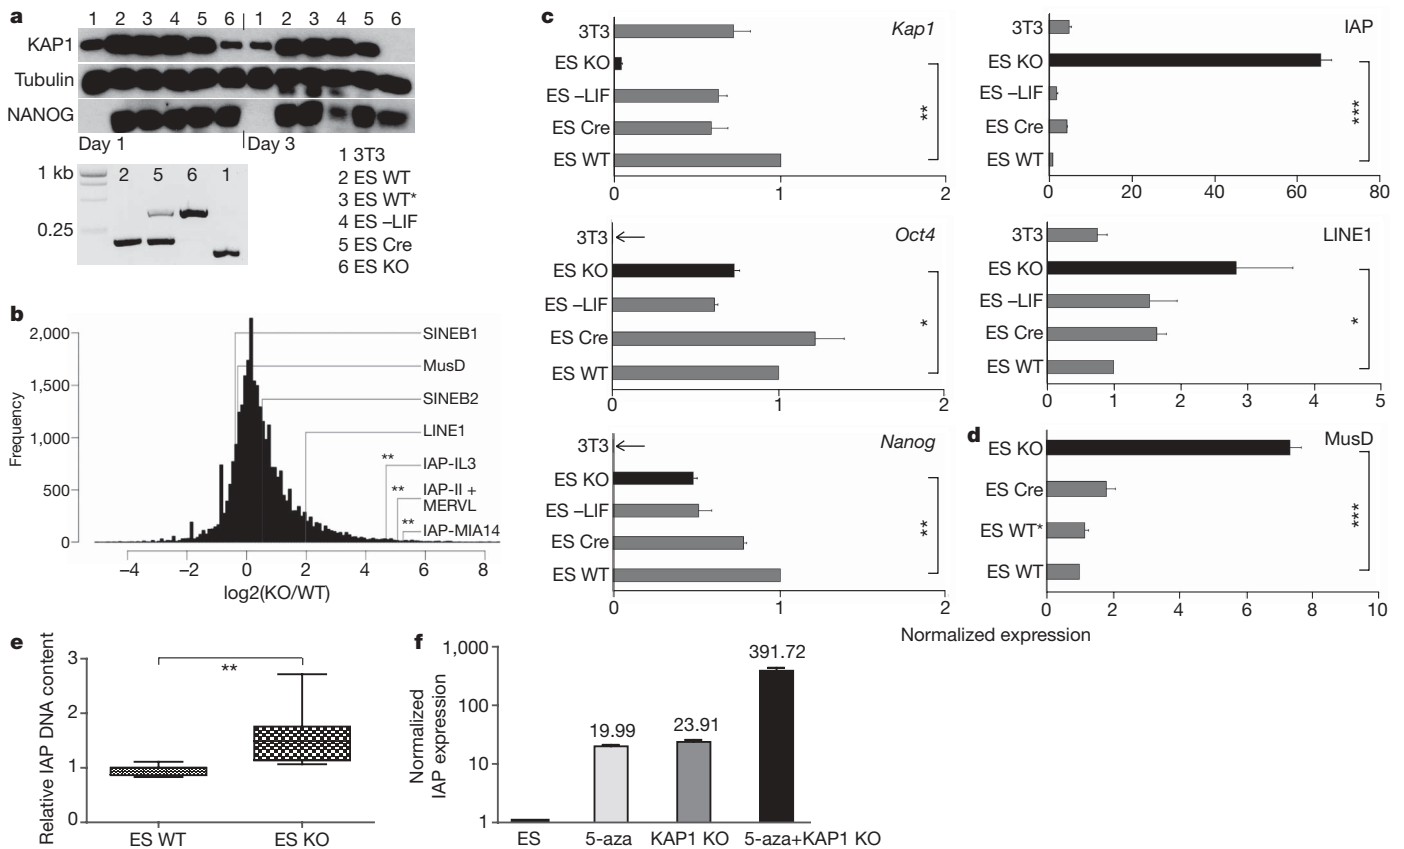 a
1 2 3 4 5 6 1 2 3 4 5 6
KAP1
Tubulin
NANOG
Day 1
Day 3
1 kb
0.25
2 5 6 1
1 3T3
2 ES WT
3 ES WT*
4 ES –LIF
5 ES Cre
6 ES KO
b
Frequency
2,000
1,500
1,000
500
0
–4 –2 0 2 4 6 8
log2(KO/WT)
SINEB1
MusD
SINEB2
LINE1
** IAP-IL3
** IAP-II +
MERVL
** IAP-MIA14
c
Kap1
3T3
ES KO
ES –LIF
ES Cre
ES WT
**
0 1 2
IAP
3T3
ES KO
ES –LIF
ES Cre
ES WT
***
0 20 40 60 80
Oct4
3T3
ES KO
ES –LIF
ES Cre
ES WT
*
0 1 2
LINE1
3T3
ES KO
ES –LIF
ES Cre
ES WT
*
0 1 2 3 4 5
Nanog
3T3
ES KO
ES –LIF
ES Cre
ES WT
**
0 1 2
d
MusD
ES KO
ES Cre
ES WT*
ES WT
***
0 2 4 6 8 10
Normalized expression
e
Relative IAP DNA content
3
2
1
0
**
ES WT ES KO
f
Normalized
IAP expression
1,000
100
10
1
19.99
23.91
391.72
ES 5-aza KAP1 KO 5-aza+KAP1 KO